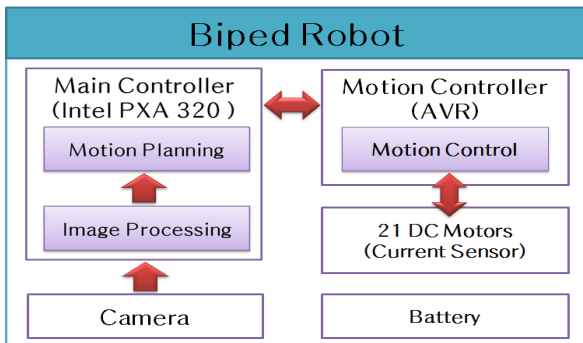 Biped Robot
Main Controller
(Intel PXA 320 )
Motion Planning
Image Processing
Camera
Motion Controller
(AVR)
Motion Control
21 DC Motors
(Current Sensor)
Battery